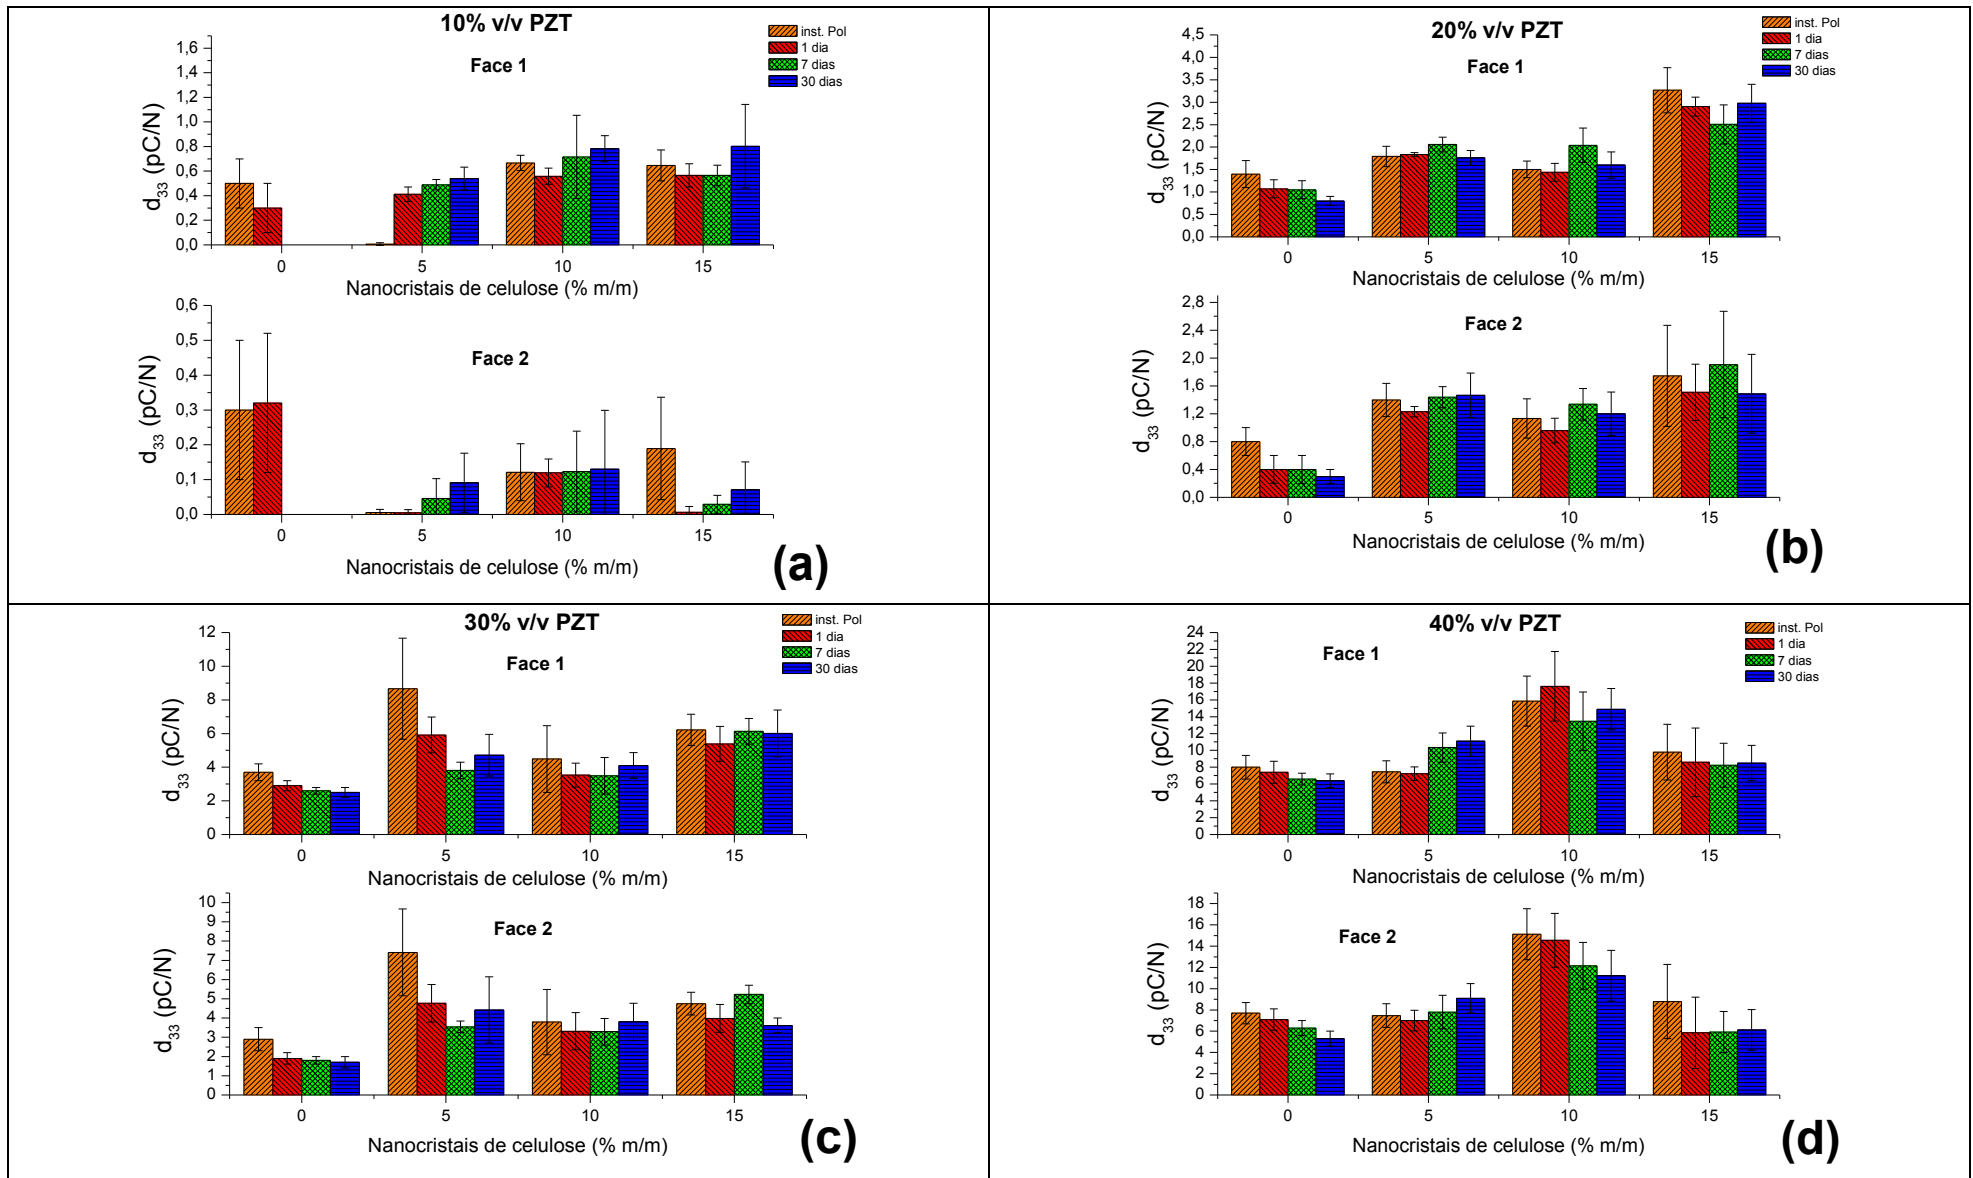 10% v/v PZT
inst. Pol
1 dia
7 dias
30 dias
Face 1
d33 (pC/N)
1,6
1,4
1,2
1,0
0,8
0,6
0,4
0,2
0,0
0 5 10 15
Nanocristais de celulose (% m/m)
Face 2
d33 (pC/N)
0,6
0,5
0,4
0,3
0,2
0,1
0,0
0 5 10 15
Nanocristais de celulose (% m/m)
(a)
20% v/v PZT
inst. Pol
1 dia
7 dias
30 dias
Face 1
d33 (pC/N)
4,5
4,0
3,5
3,0
2,5
2,0
1,5
1,0
0,5
0,0
0 5 10 15
Nanocristais de celulose (% m/m)
Face 2
d33 (pC/N)
2,8
2,4
2,0
1,6
1,2
0,8
0,4
0,0
0 5 10 15
Nanocristais de celulose (% m/m)
(b)
30% v/v PZT
inst. Pol
1 dia
7 dias
30 dias
Face 1
d33 (pC/N)
12
10
8
6
4
2
0
0 5 10 15
Nanocristais de celulose (% m/m)
Face 2
d33 (pC/N)
10
9
8
7
6
5
4
3
2
1
0
0 5 10 15
Nanocristais de celulose (% m/m)
(c)
40% v/v PZT
inst. Pol
1 dia
7 dias
30 dias
Face 1
d33 (pC/N)
24
22
20
18
16
14
12
10
8
6
4
2
0
0 5 10 15
Nanocristais de celulose (% m/m)
Face 2
d33 (pC/N)
18
16
14
12
10
8
6
4
2
0
0 5 10 15
Nanocristais de celulose (% m/m)
(d)